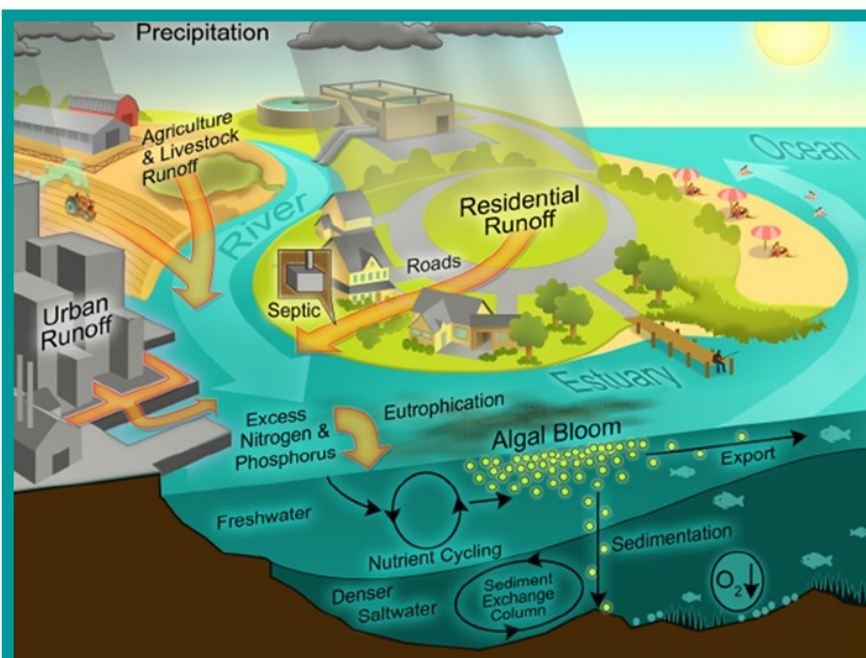 Precipitation
Agriculture
& Livestock
Runoff
River
Ocean
Residential
Runoff
Roads
Septic
Urban
Runoff
Estuary
Excess
Nitrogen &
Phosphorus
Eutrophication
Algal Bloom
Export
Freshwater
Nutrient Cycling
Sedimentation
Denser
Saltwater
Sediment
Exchange
Column
O2